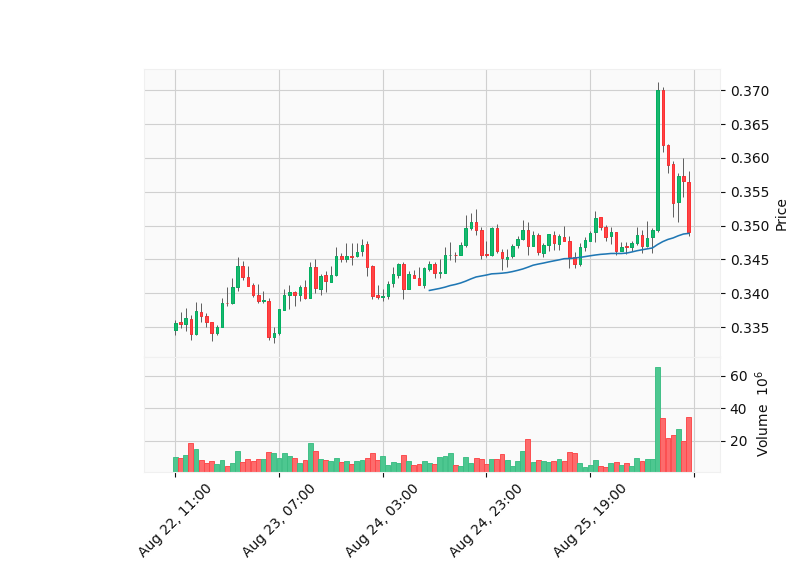 0.370
0.365
0.360
0.355
0.350
0.345
0.340
0.335
Price
60
40
20
Volume 10⁶
Aug 22, 11:00
Aug 23, 07:00
Aug 24, 03:00
Aug 24, 23:00
Aug 25, 19:00